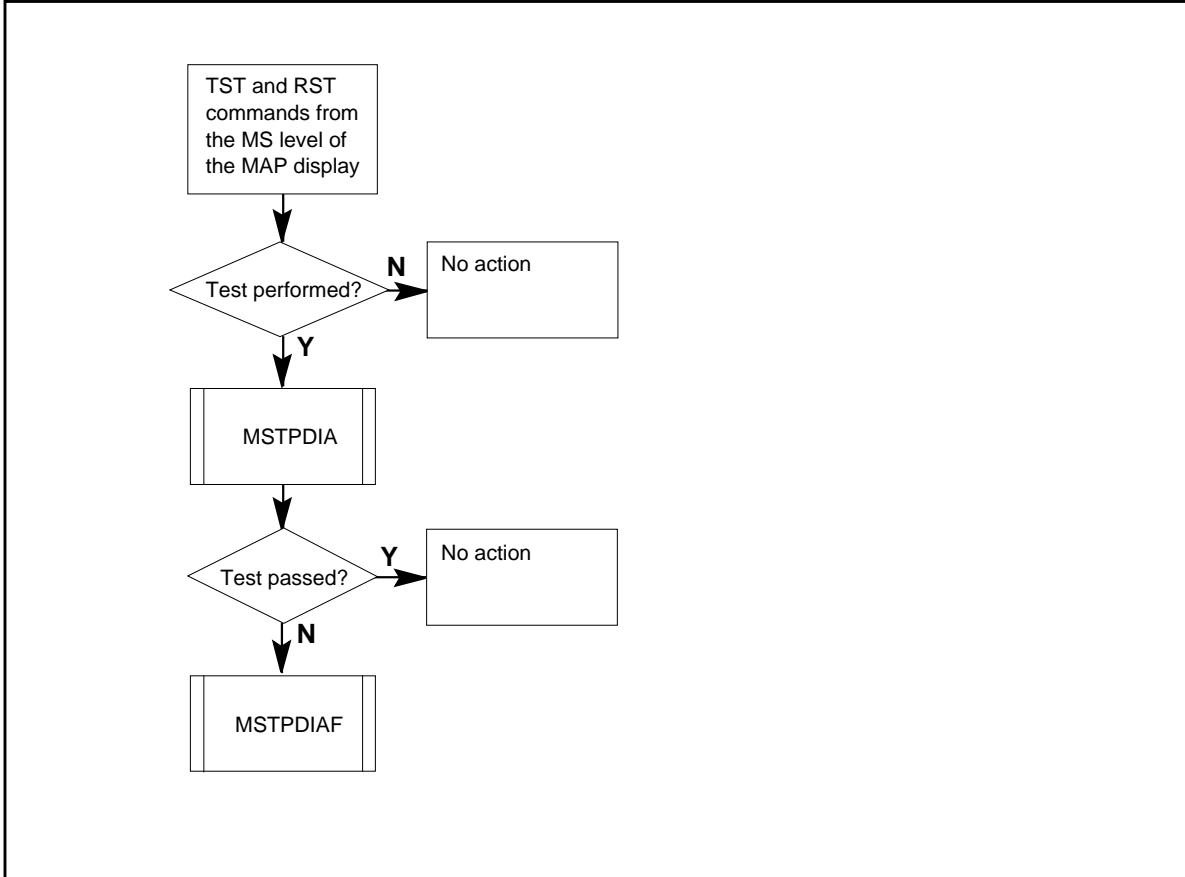 TST and RST
commands from
the MS level of
the MAP display
Test performed?
N
No action
Y
MSTPDIA
Test passed?
Y
No action
N
MSTPDIAF